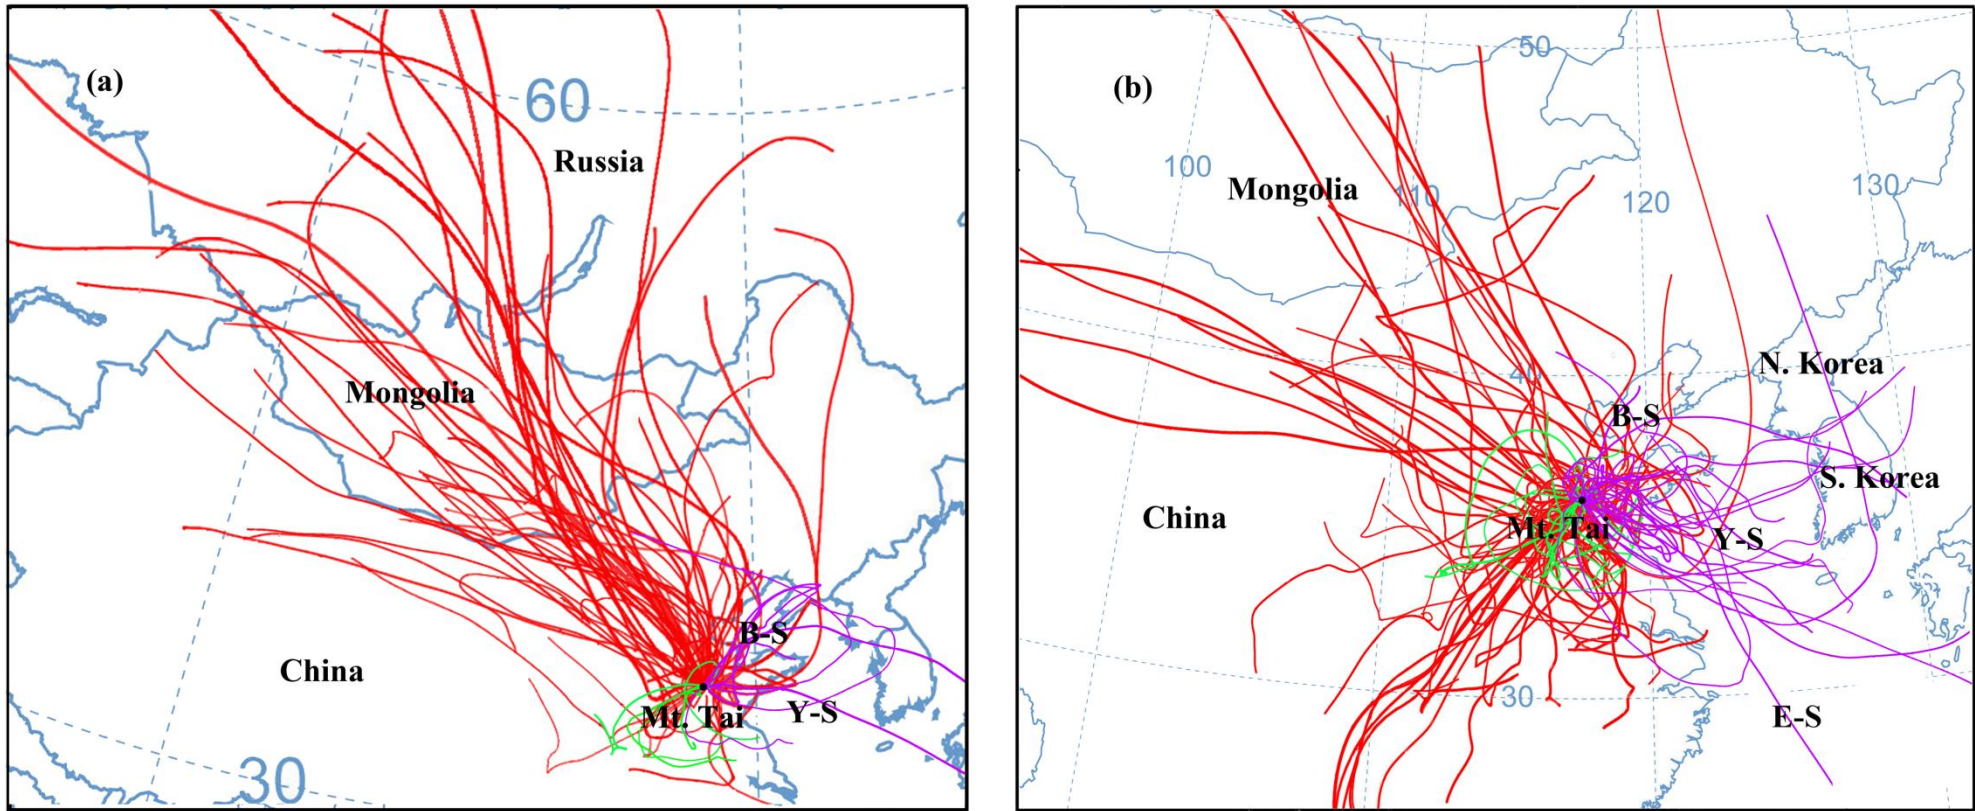 (a)
60
Russia
Mongolia
B-S
China
Mt. Tai
Y-S
30
(b)
50
100
Mongolia
110
120
130
N. Korea
40
B-S
S. Korea
China
Mt. Tai
Y-S
30
E-S